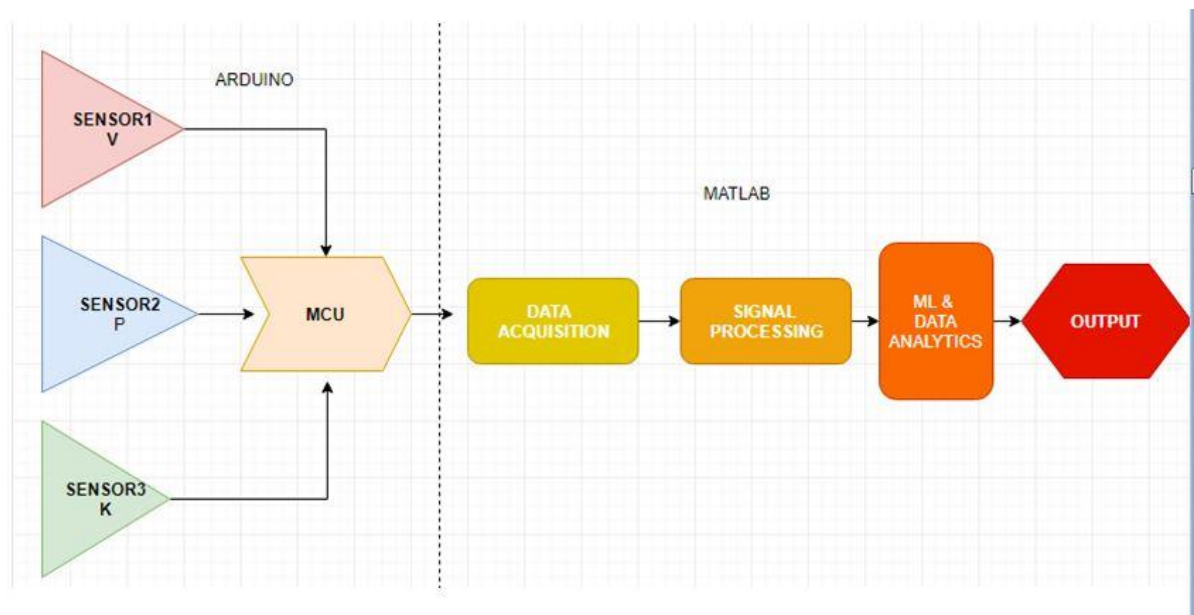 ARDUINO
SENSOR1
V
MATLAB
SENSOR2
P
MCU
DATA
ACQUISITION
SIGNAL
PROCESSING
ML &
DATA
ANALYTICS
OUTPUT
SENSOR3
K